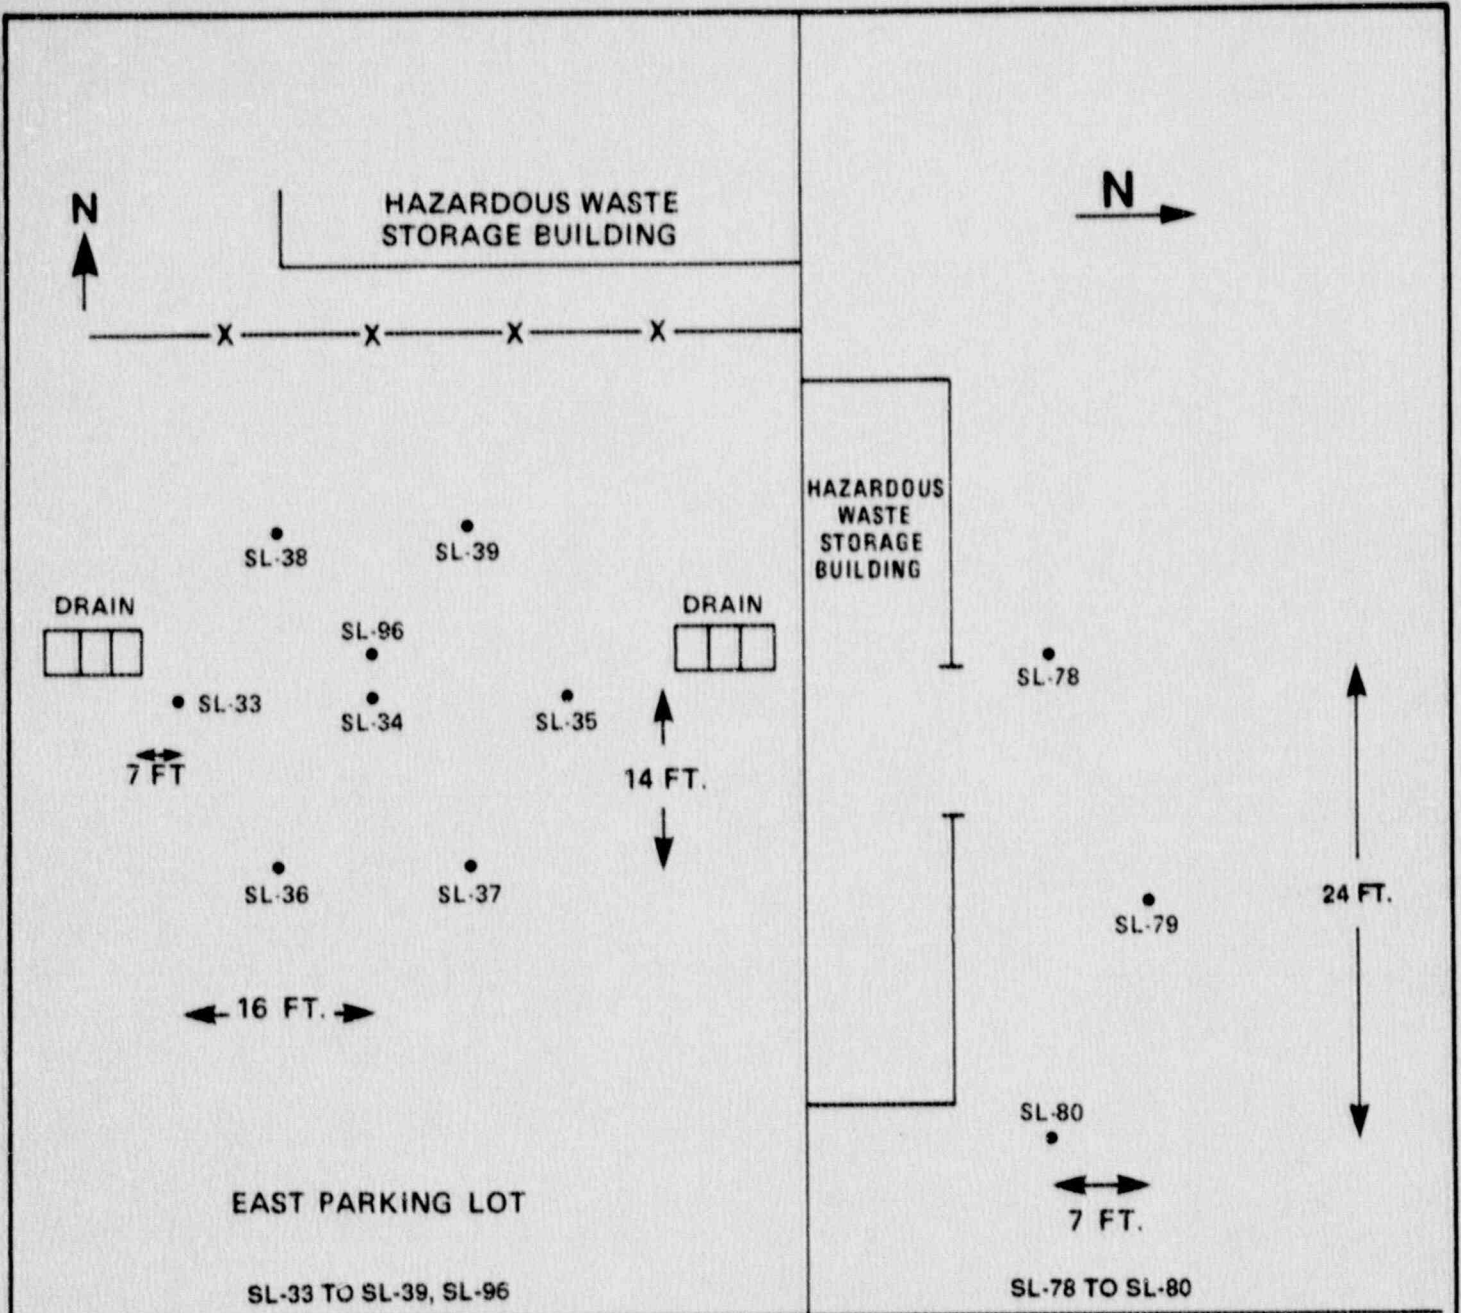 N
HAZARDOUS WASTE
STORAGE BUILDING
X X X X
SL-38
SL-39
DRAIN
DRAIN
SL-96
SL-33
SL-34
SL-35
7 FT
14 FT.
SL-36
SL-37
16 FT.
EAST PARKING LOT
SL-33 TO SL-39, SL-96
N
HAZARDOUS
WASTE
STORAGE
BUILDING
SL-78
24 FT.
SL-79
SL-80
7 FT.
SL-78 TO SL-80